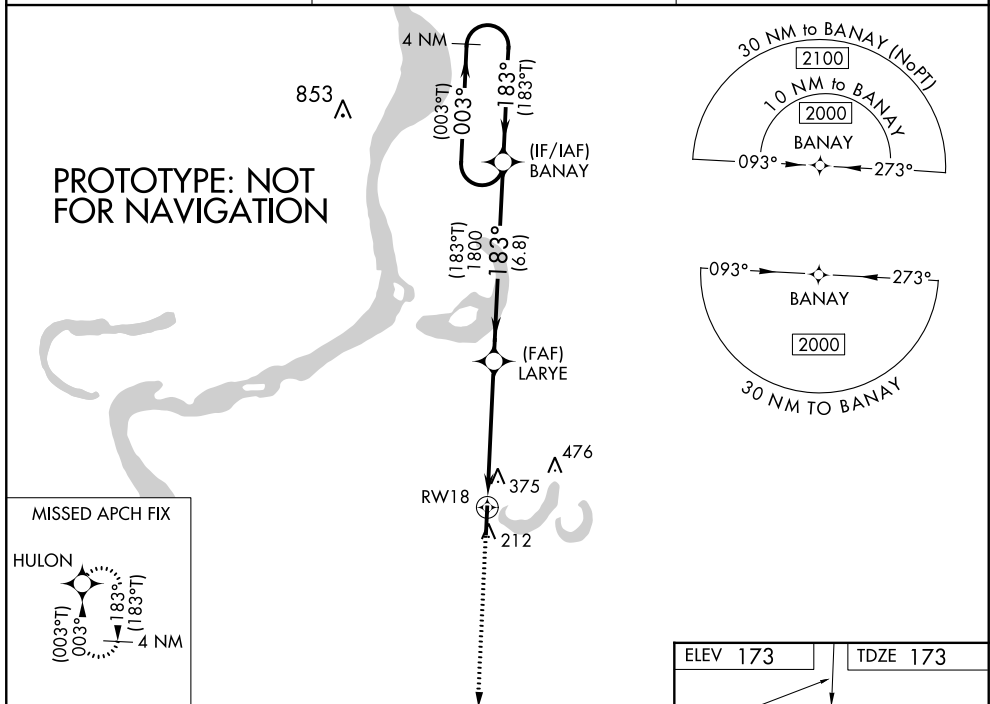 4 NM
853
(003°T)
003°
183°
(183°T)
(IF/IAF)
BANAY
PROTOTYPE: NOT
FOR NAVIGATION
(183°T)
1800
183°
(6.8)
(FAF)
LARYE
476
375
RW18
212
30 NM to BANAY (NoPT)
2100
10 NM to BANAY
2000
BANAY
093°
273°
093°
273°
BANAY
2000
30 NM TO BANAY
MISSED APCH FIX
HULON
(003°T)
003°
183°
(183°T)
4 NM
ELEV 173
TDZE 173